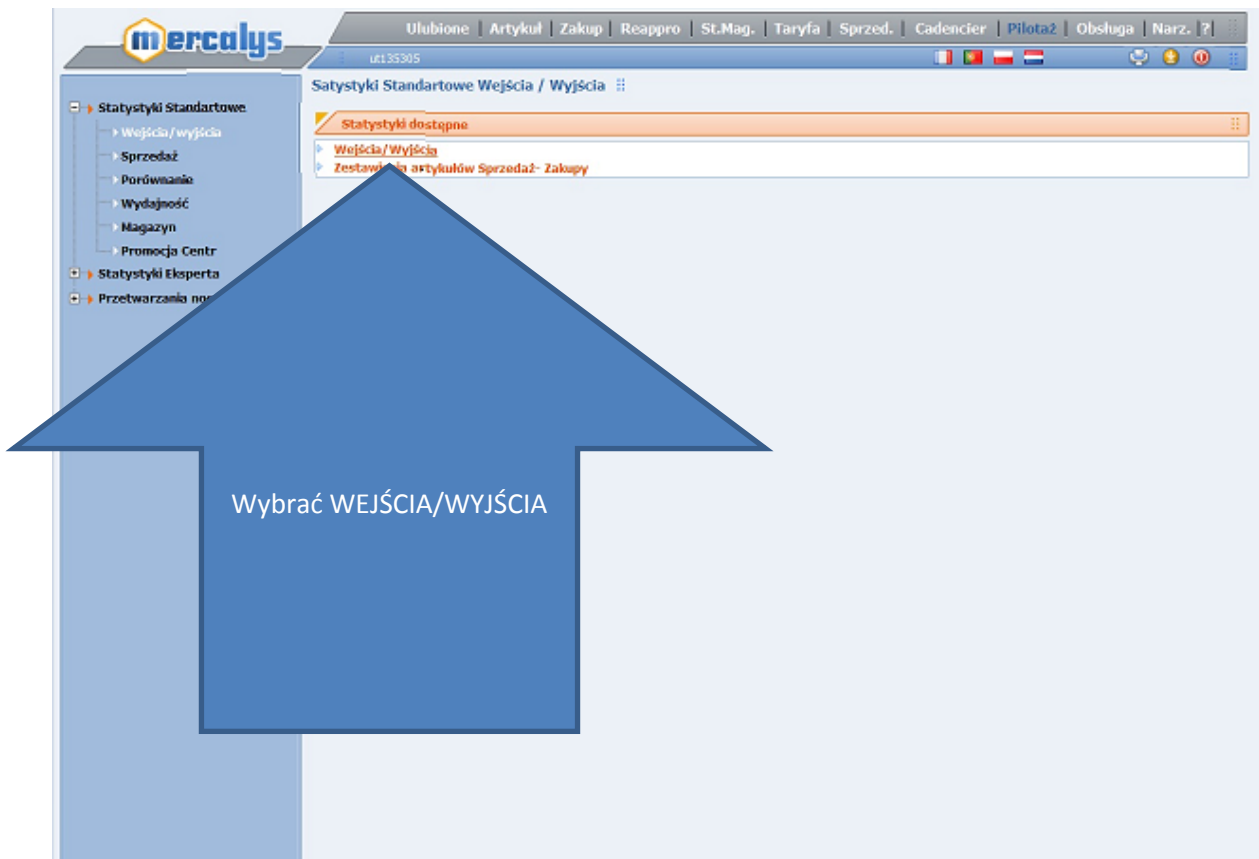 mercalys
Ulubione | Artykuł | Zakup | Reappro | St.Mag. | Taryfa | Sprzed. | Cadencier | Pilotaż | Obsługa | Narz. |?|
utt35305
Satystyki Standartowe Wejścia / Wyjścia
Statystyki Standartowe
Wejścia/wyjścia
Sprzedaż
Porównanie
Wydajność
Magazyn
Promocja Centr
Statystyki Eksperta
Przetwarzania
Statystyki dostępne
Wejścia/Wyjścia
artykułów Sprzedaż- Zakupy
Wybrać WEJŚCIA/WYJŚCIA